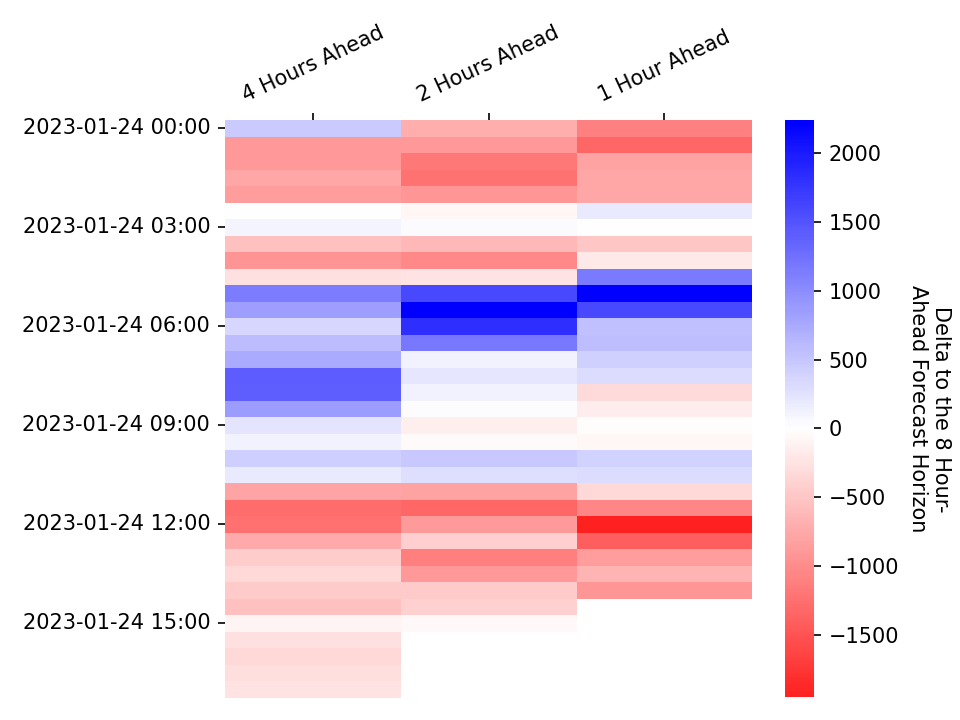 4 Hours Ahead
2 Hours Ahead
1 Hour Ahead
2023-01-24 00:00
2023-01-24 03:00
2023-01-24 06:00
2023-01-24 09:00
2023-01-24 12:00
2023-01-24 15:00
2000
1500
1000
500
0
−500
−1000
−1500
Delta to the 8 Hour-
Ahead Forecast Horizon